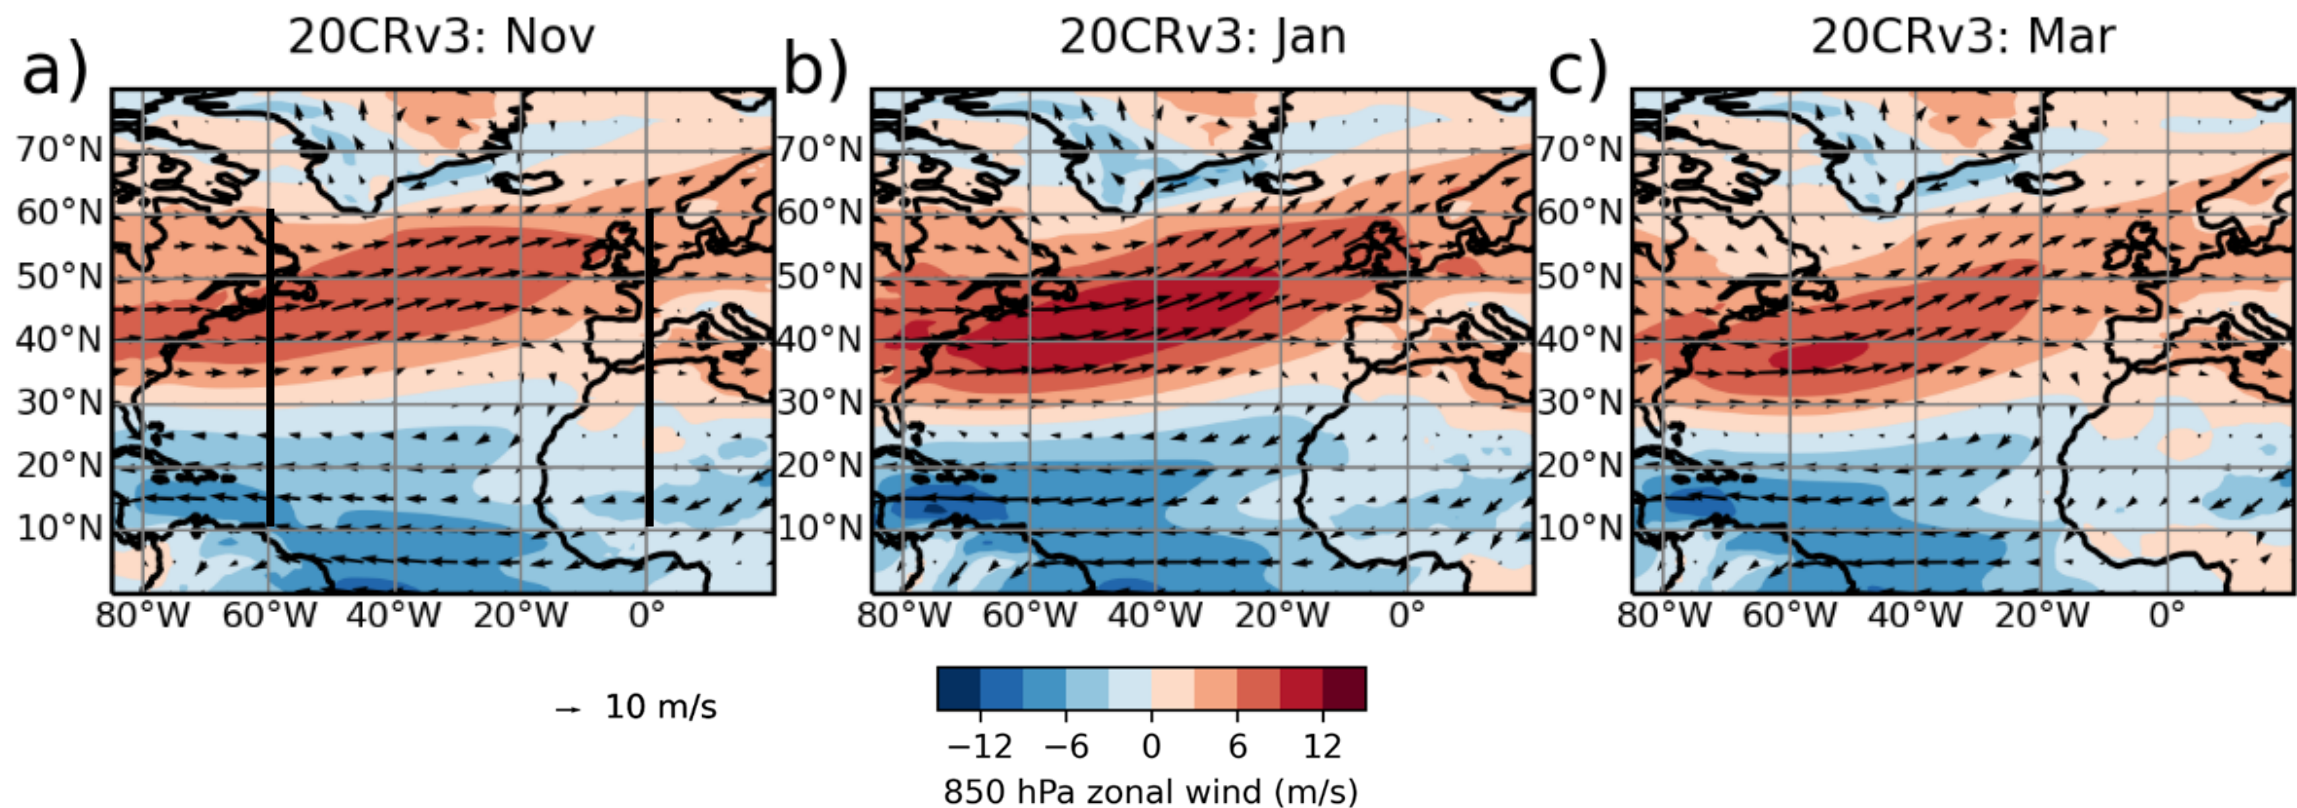 20CRv3: Nov
20CRv3: Jan
20CRv3: Mar
a)
b)
c)
70°N
60°N
50°N
40°N
30°N
20°N
10°N
70°N
60°N
50°N
40°N
30°N
20°N
10°N
70°N
60°N
50°N
40°N
30°N
20°N
10°N
80°W 60°W 40°W 20°W 0°
80°W 60°W 40°W 20°W 0°
80°W 60°W 40°W 20°W 0°
10 m/s
−12 −6 0 6 12
850 hPa zonal wind (m/s)